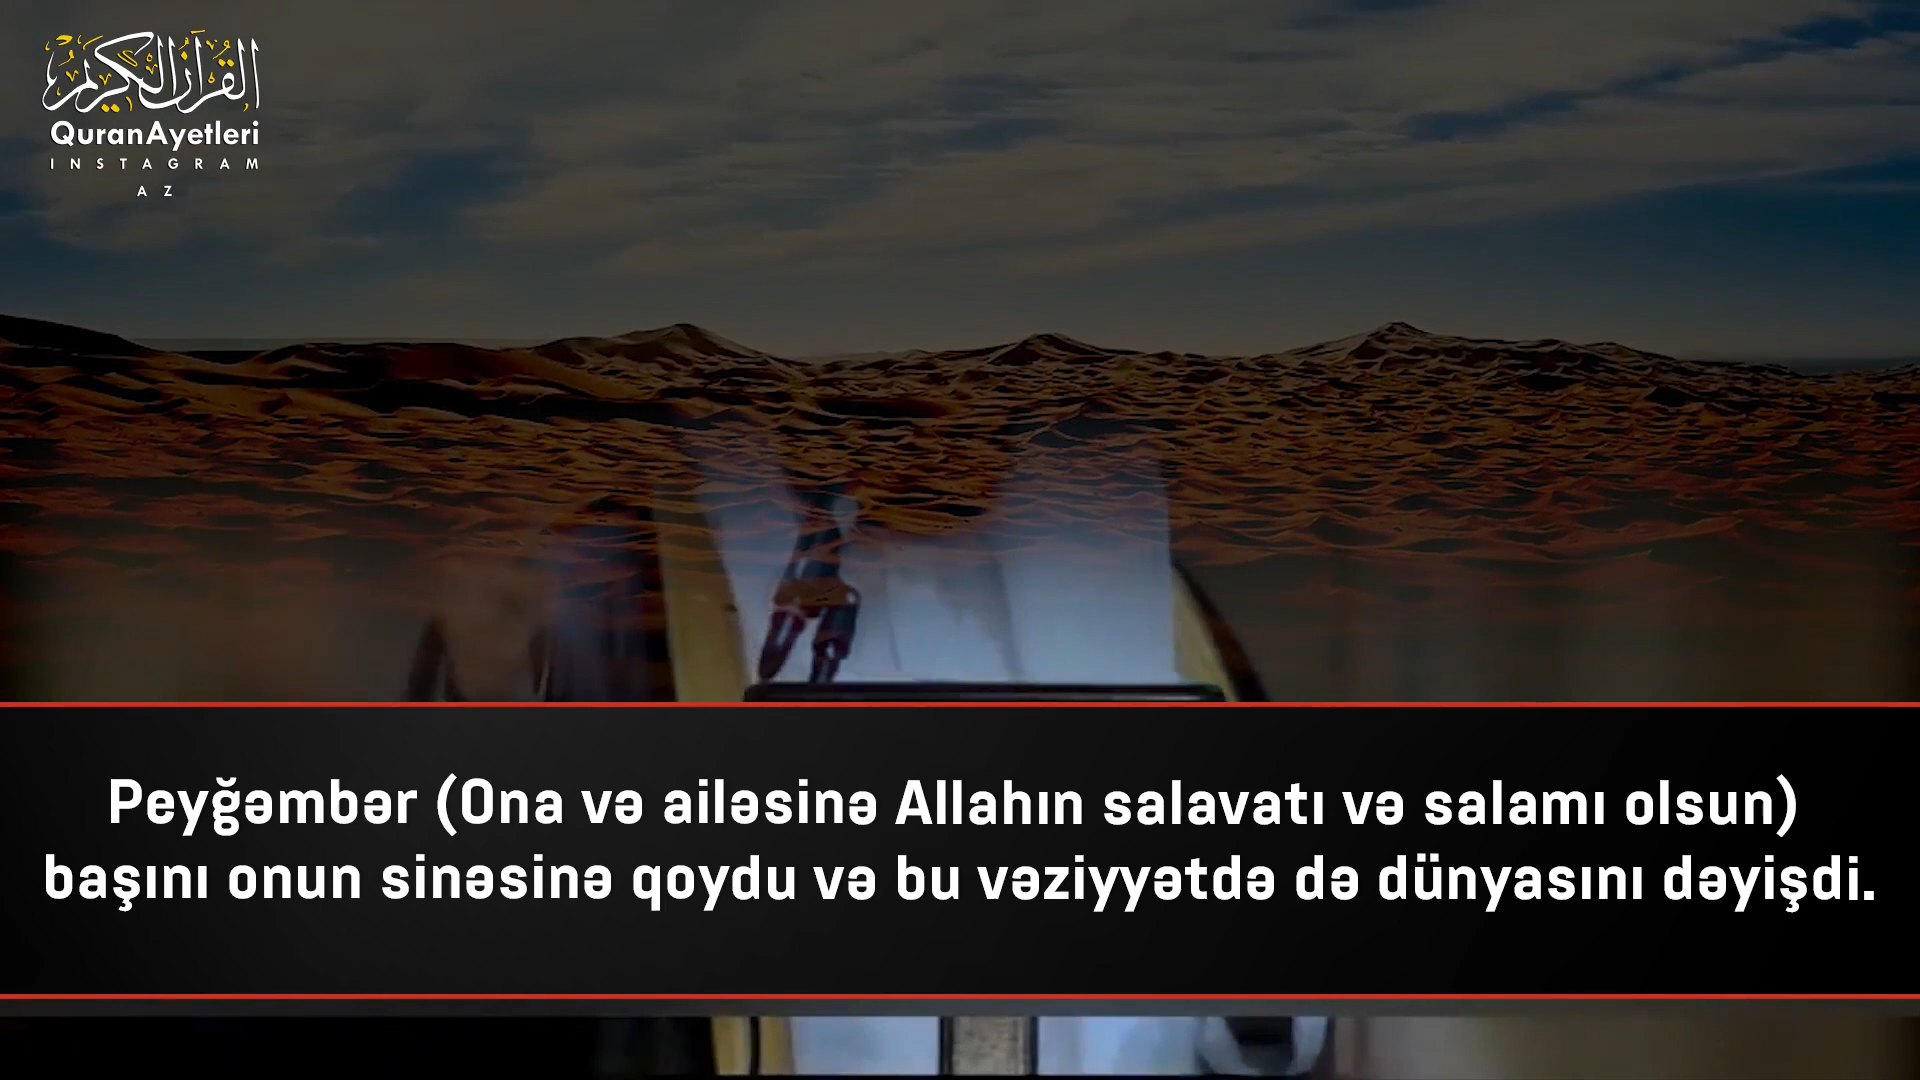 القرآن الكريم
QuranAyetleri
INSTAGRAM
AZ
Peyğəmbər (Ona və ailəsinə Allahın salavatı və salamı olsun)
başını onun sinəsinə qoydu və bu vəziyyətdə də dünyasını dəyişdi.